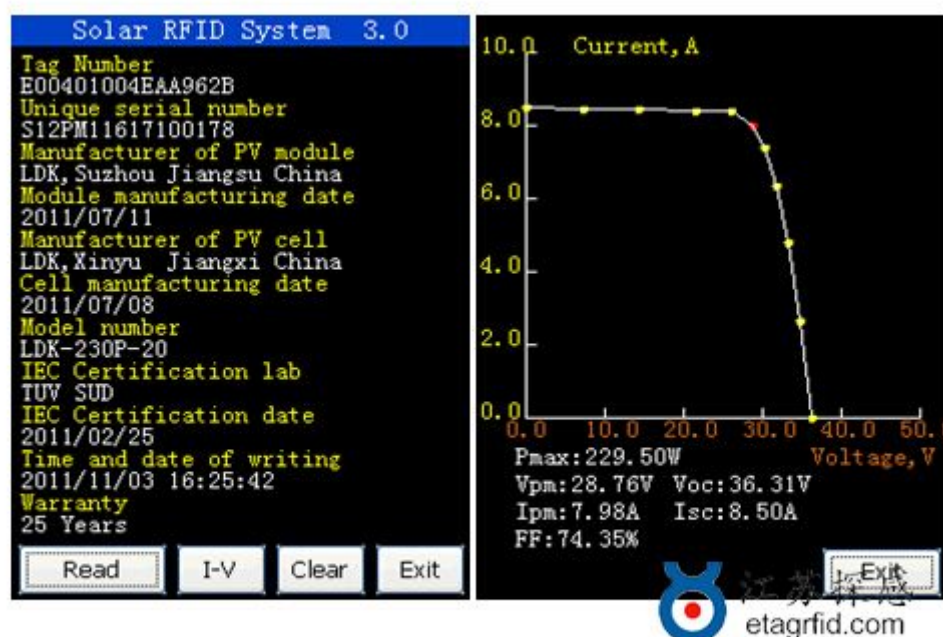 Solar RFID System 3.0
Tag Number
E00401004EAA962B
Unique serial number
S12PM11617100178
Manufacturer of PV module
LDK,Suzhou Jiangsu China
Module manufacturing date
2011/07/11
Manufacturer of PV cell
LDK,Xinyu Jiangxi China
Cell manufacturing date
2011/07/08
Model number
LDK-230P-20
IEC Certification lab
TUV SUD
IEC Certification date
2011/02/25
Time and date of writing
2011/11/03 16:25:42
Warranty
25 Years
Read I-V Clear Exit
10.0 Current,A
8.0
6.0
4.0
2.0
0.0
0.0 10.0 20.0 30.0 40.0 50.
Voltage,V
Pmax:229.50W
Vpm:28.76V Voc:36.31V
Ipm:7.98A Isc:8.50A
FF:74.35%
Exit
江苏探感
etagrfid.com